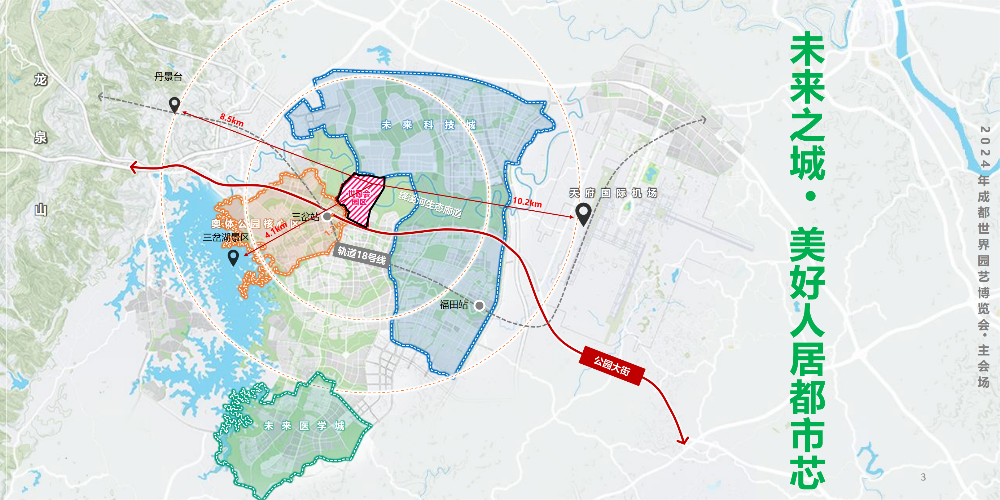 未来之城·美好人居都市芯
2024年成都世界园艺博览会·主会场
龙泉山
丹景台
8.5km
未来科技城
世园会
园区
绛溪河生态廊道
10.2km
天府国际机场
三岔站
奥体公园核心区
4.1km
三岔湖景区
轨道18号线
福田站
公园大街
未来医学城
3